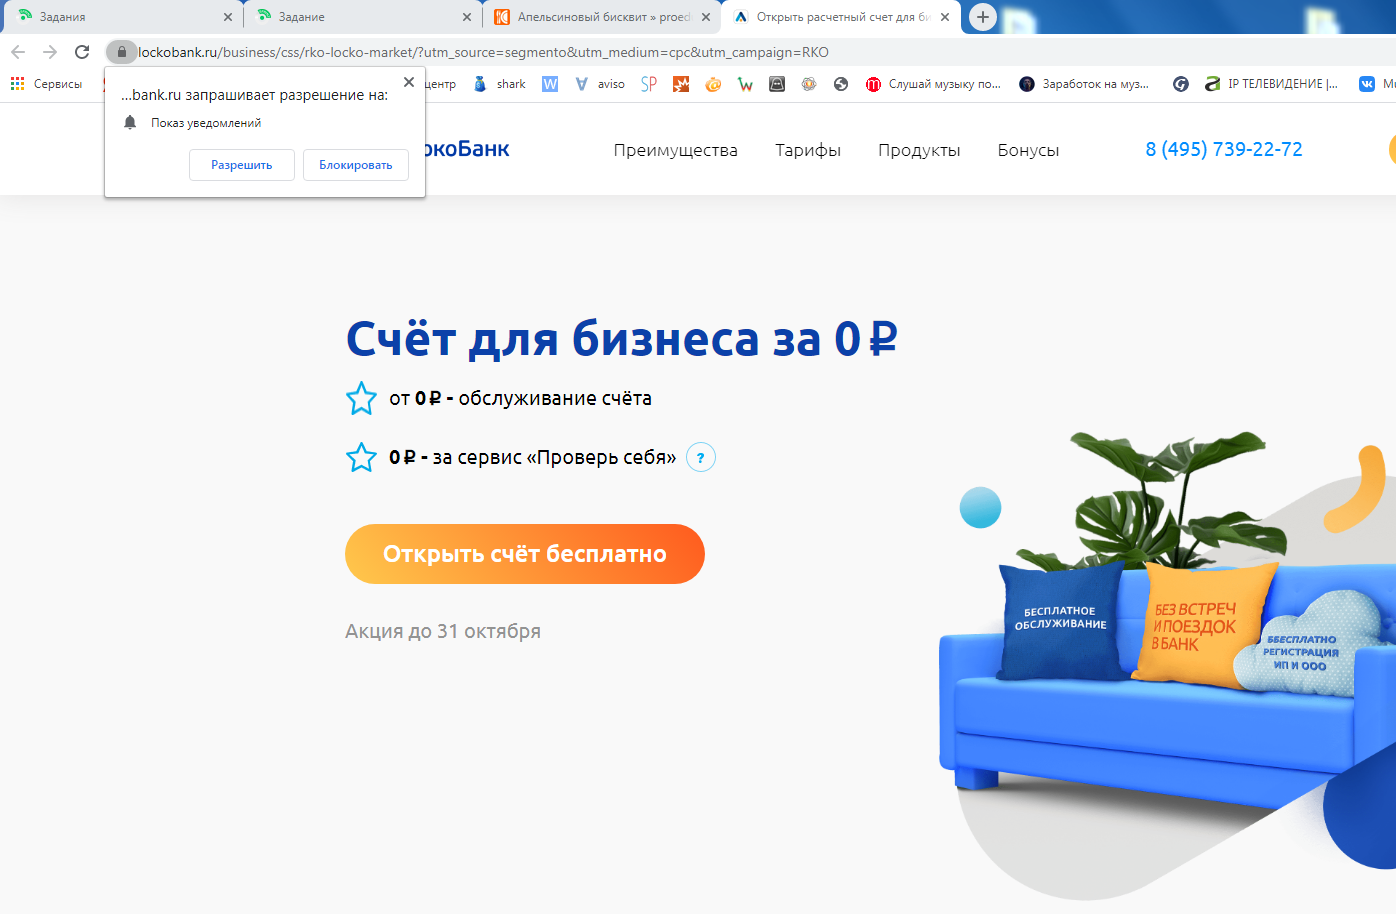 Задания
Задание
Апельсиновый бисквит » proed
Открыть расчетный счет для би
lockobank.ru/business/css/rko-locko-market/?utm_source=segmento&utm_medium=cpc&utm_campaign=RKO
Сервисы
центр
shark
W
aviso
SP
Слушай музыку по...
Заработок на муз...
IP ТЕЛЕВИДЕНИЕ |...
...bank.ru запрашивает разрешение на:
Показ уведомлений
Разрешить
Блокировать
окоБанк
Преимущества
Тарифы
Продукты
Бонусы
8 (495) 739-22-72
Счёт для бизнеса за 0 ₽
от 0 ₽ - обслуживание счёта
0 ₽ - за сервис «Проверь себя» ?
Открыть счёт бесплатно
Акция до 31 октября
БЕСПЛАТНОЕ
ОБСЛУЖИВАНИЕ
БЕЗ ВСТРЕЧ
И ПОЕЗДОК
В БАНК
ББЕСПЛАТНО
РЕГИСТРАЦИЯ
ИП И ООО